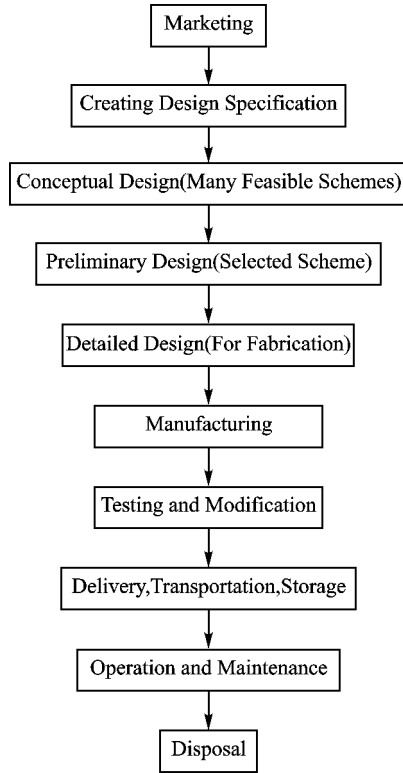 Marketing
Creating Design Specification
Conceptual Design(Many Feasible Schemes)
Preliminary Design(Selected Scheme)
Detailed Design(For Fabrication)
Manufacturing
Testing and Modification
Delivery,Transportation,Storage
Operation and Maintenance
Disposal